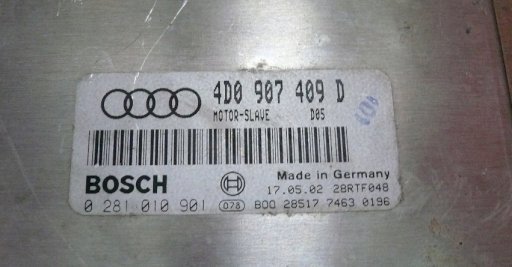 4D0 907 409 D
MOTOR-SLAVE D05
BOSCH
Made in Germany
17.05.02 28RTF048
0 281 010 901 078 B00 28517 7463 0196